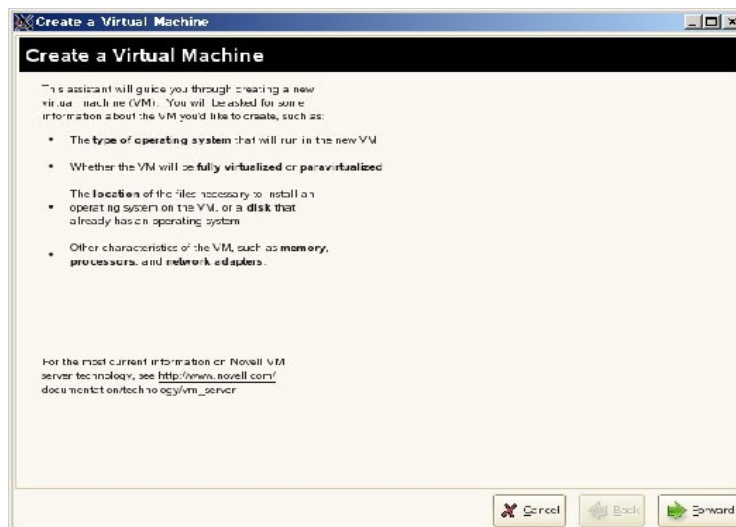 Create a Virtual Machine
Create a Virtual Machine
This assistant will guide you through creating a new
virtual machine (VM). You will be asked for some
information about the VM you'd like to create, such as:
• The type of operating system that will run in the new VM
• Whether the VM will be fully virtualized or paravirtualized
The location of the files necessary to install an
• operating system on the VM, or a disk that
already has an operating system
• Other characteristics of the VM, such as memory,
processors, and network adapters.
For the most current information on Novell VM
server technology, see http://www.novell.com/
documentation/technology/vm_server
Cancel Back Forward